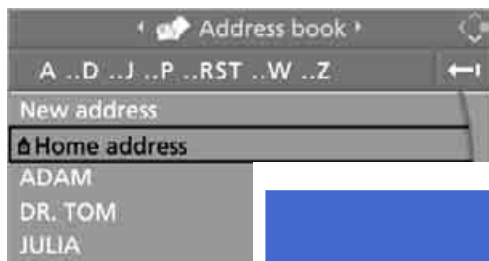 Address book
A ..D ..J ..P ..RST ..W ..Z
New address
Home address
ADAM
DR. TOM
JULIA